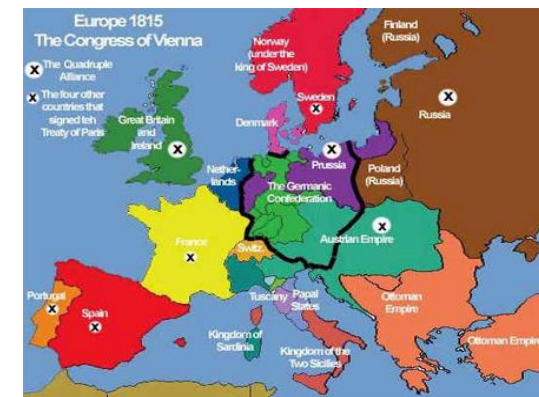 Europe 1815
The Congress of Vienna
X The Quadruple
Alliance
X The four other
countries that
signed teh
Treaty of Paris
Norway
(under the
king of Sweden)
Finland
(Russia)
Sweden
X
Russia
X
Great Britain
and
Ireland
X
Denmark
Nether-
lands
Prussia
X
Poland
(Russia)
The Germanic
Confederation
Austrian Empire
X
France
X
Switz.
Portugal
X
Spain
X
Tuscany
Papal
States
Kingdom of
Sardinia
Kingdom of the
Two Sicilies
Ottoman
Empire
Ottoman Empire